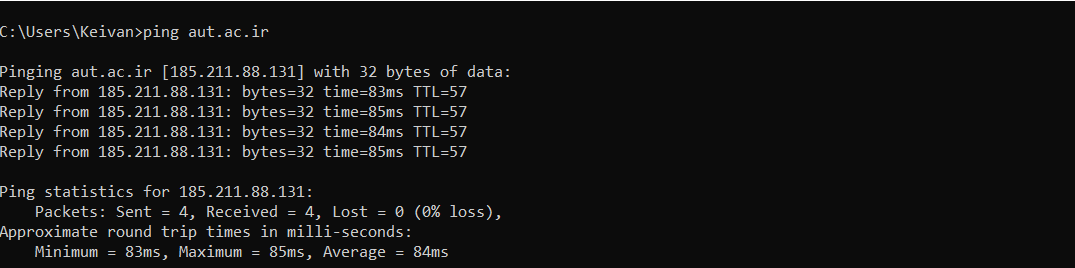 C:\Users\Keivan>ping aut.ac.ir
Pinging aut.ac.ir [185.211.88.131] with 32 bytes of data:
Reply from 185.211.88.131: bytes=32 time=83ms TTL=57
Reply from 185.211.88.131: bytes=32 time=85ms TTL=57
Reply from 185.211.88.131: bytes=32 time=84ms TTL=57
Reply from 185.211.88.131: bytes=32 time=85ms TTL=57
Ping statistics for 185.211.88.131:
    Packets: Sent = 4, Received = 4, Lost = 0 (0% loss),
Approximate round trip times in milli-seconds:
    Minimum = 83ms, Maximum = 85ms, Average = 84ms